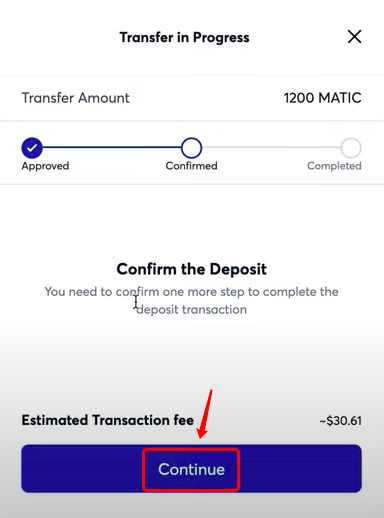 Transfer in Progress
Transfer Amount 1200 MATIC
Approved Confirmed Completed
Confirm the Deposit
You need to confirm one more step to complete the
deposit transaction
Estimated Transaction fee ~$30.61
Continue